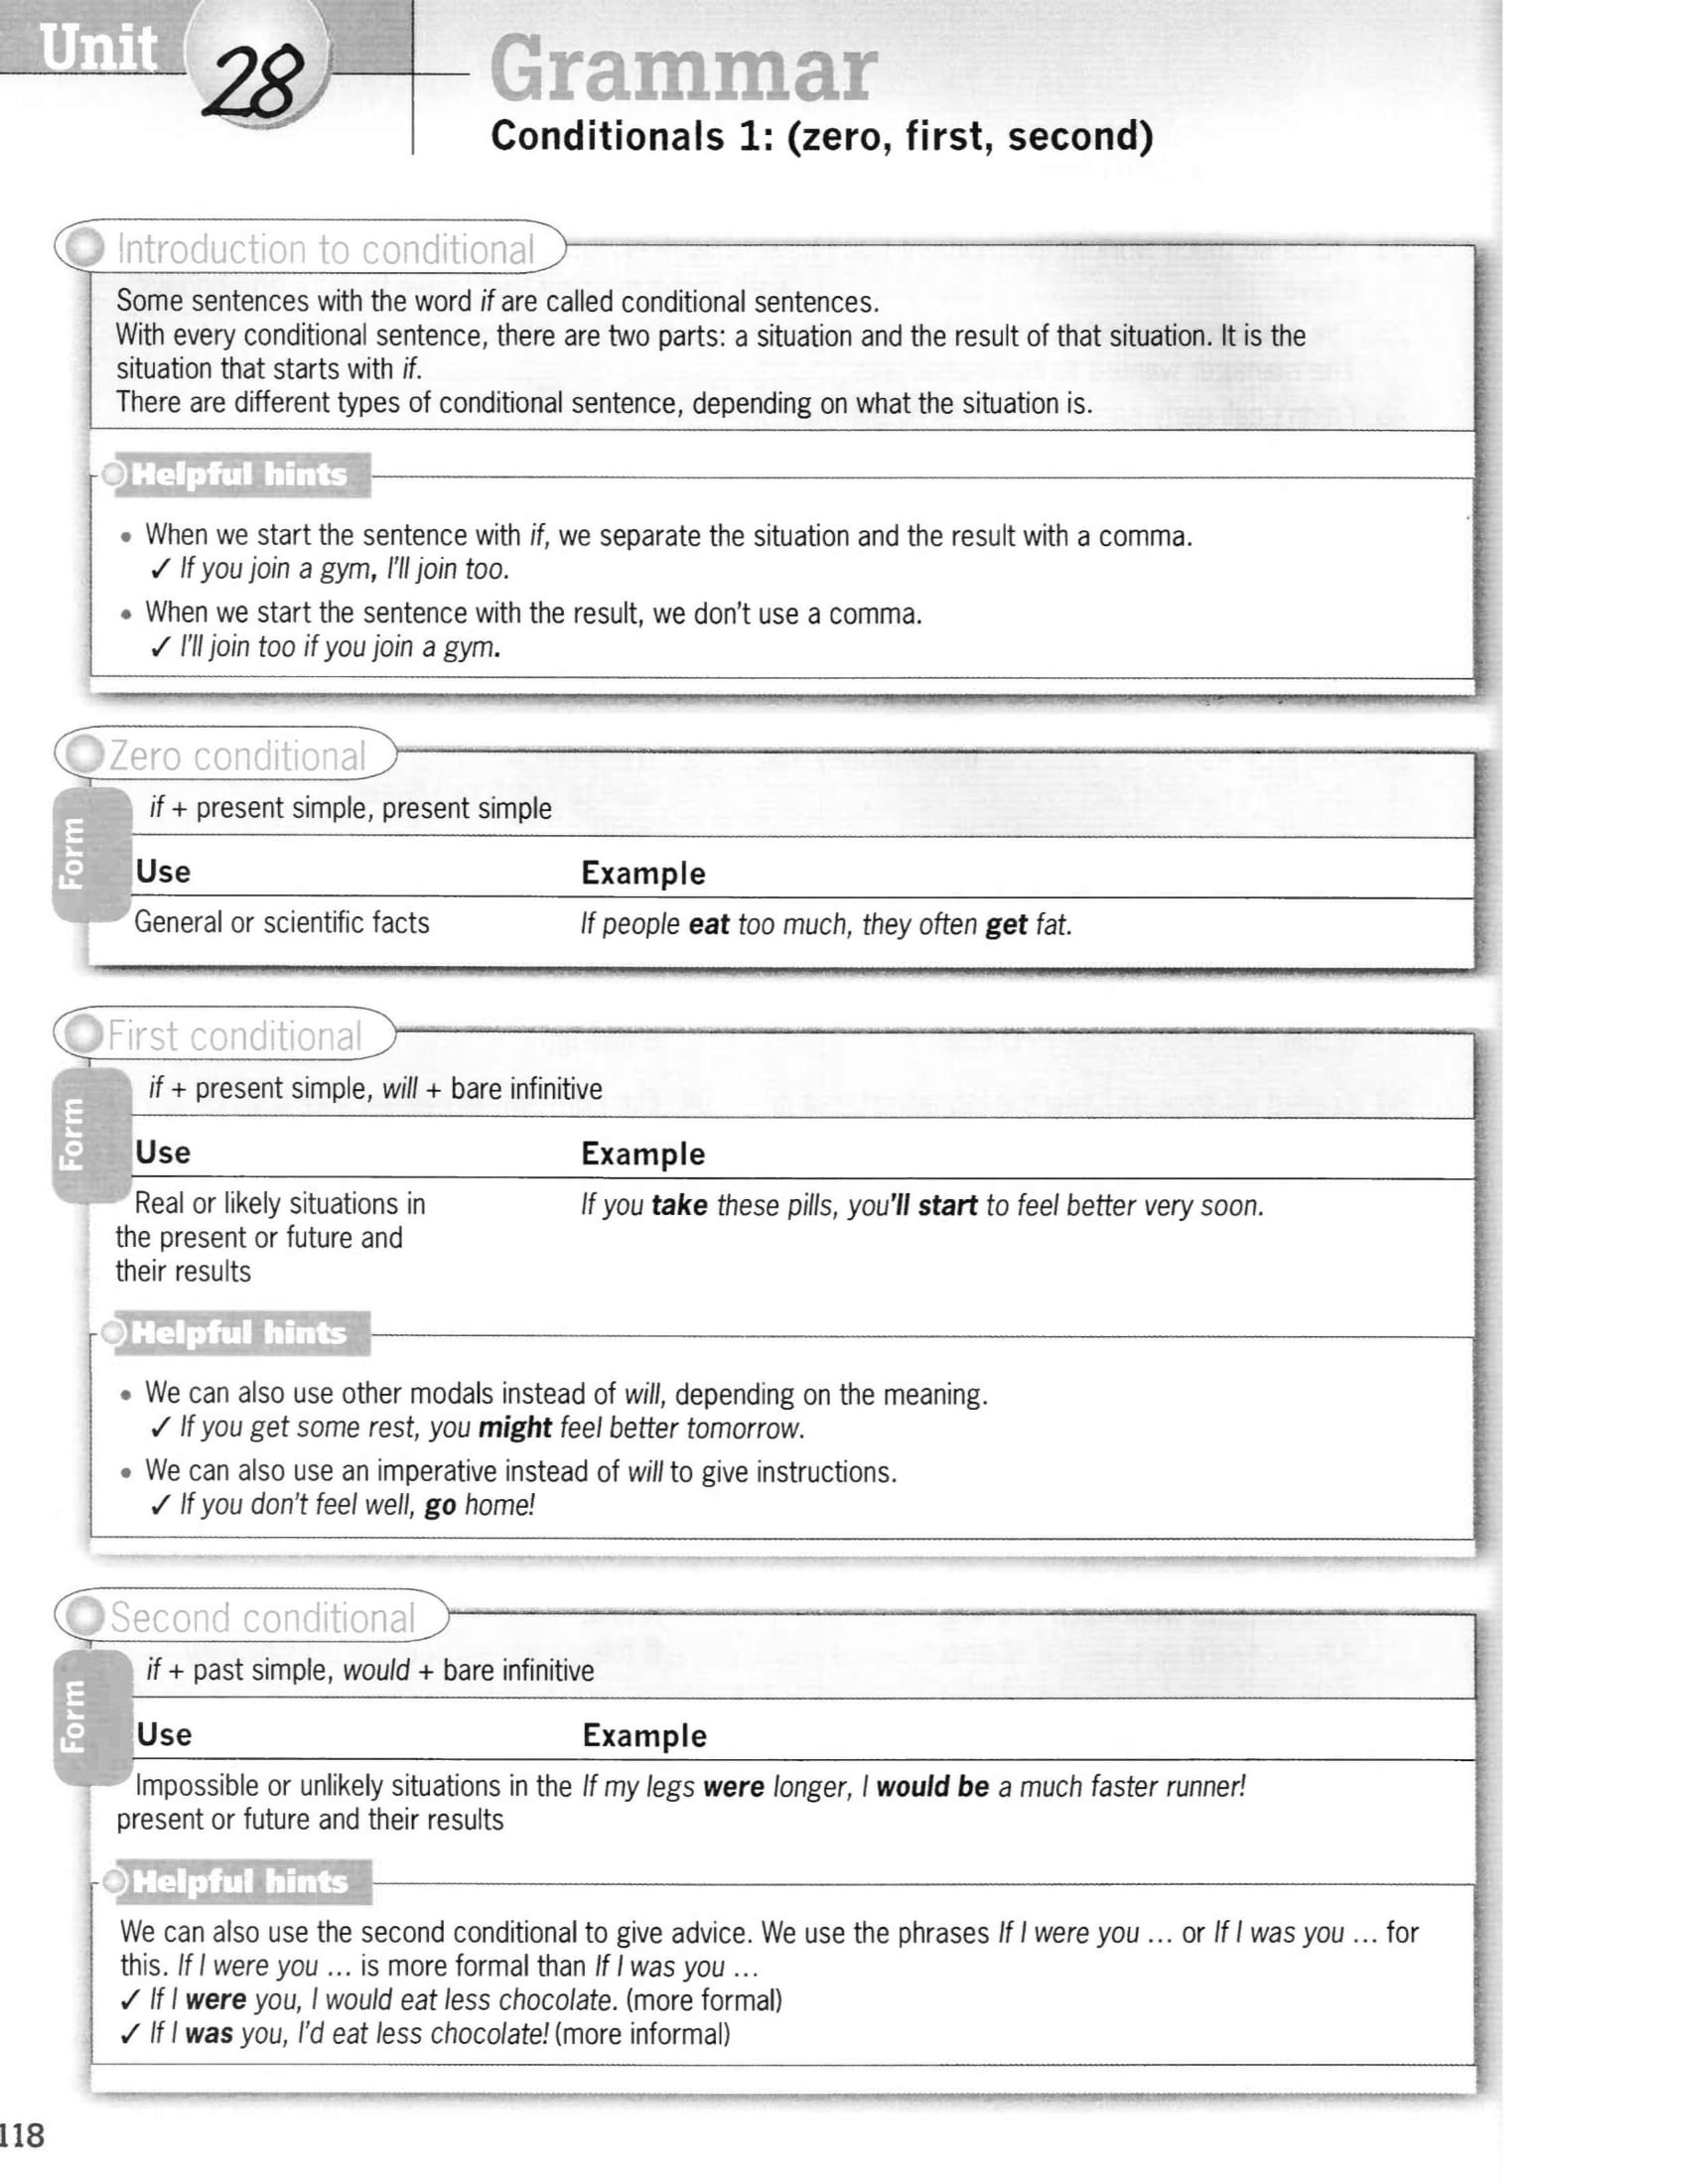 Unit 28
Grammar
Conditionals 1: (zero, first, second)
Introduction to conditional
Some sentences with the word if are called conditional sentences.
With every conditional sentence, there are two parts: a situation and the result of that situation. It is the
situation that starts with if.
There are different types of conditional sentence, depending on what the situation is.
Helpful hints
• When we start the sentence with if, we separate the situation and the result with a comma.
✓ If you join a gym, I'll join too.
• When we start the sentence with the result, we don't use a comma.
✓ I'll join too if you join a gym.
Zero conditional
Form
if + present simple, present simple
Use Example
General or scientific facts If people eat too much, they often get fat.
First conditional
Form
if + present simple, will + bare infinitive
Use Example
Real or likely situations in If you take these pills, you'll start to feel better very soon.
the present or future and
their results
Helpful hints
• We can also use other modals instead of will, depending on the meaning.
✓ If you get some rest, you might feel better tomorrow.
• We can also use an imperative instead of will to give instructions.
✓ If you don't feel well, go home!
Second conditional
Form
if + past simple, would + bare infinitive
Use Example
Impossible or unlikely situations in the If my legs were longer, I would be a much faster runner!
present or future and their results
Helpful hints
We can also use the second conditional to give advice. We use the phrases If I were you ... or If I was you ... for
this. If I were you ... is more formal than If I was you ...
✓ If I were you, I would eat less chocolate. (more formal)
✓ If I was you, I'd eat less chocolate! (more informal)
118